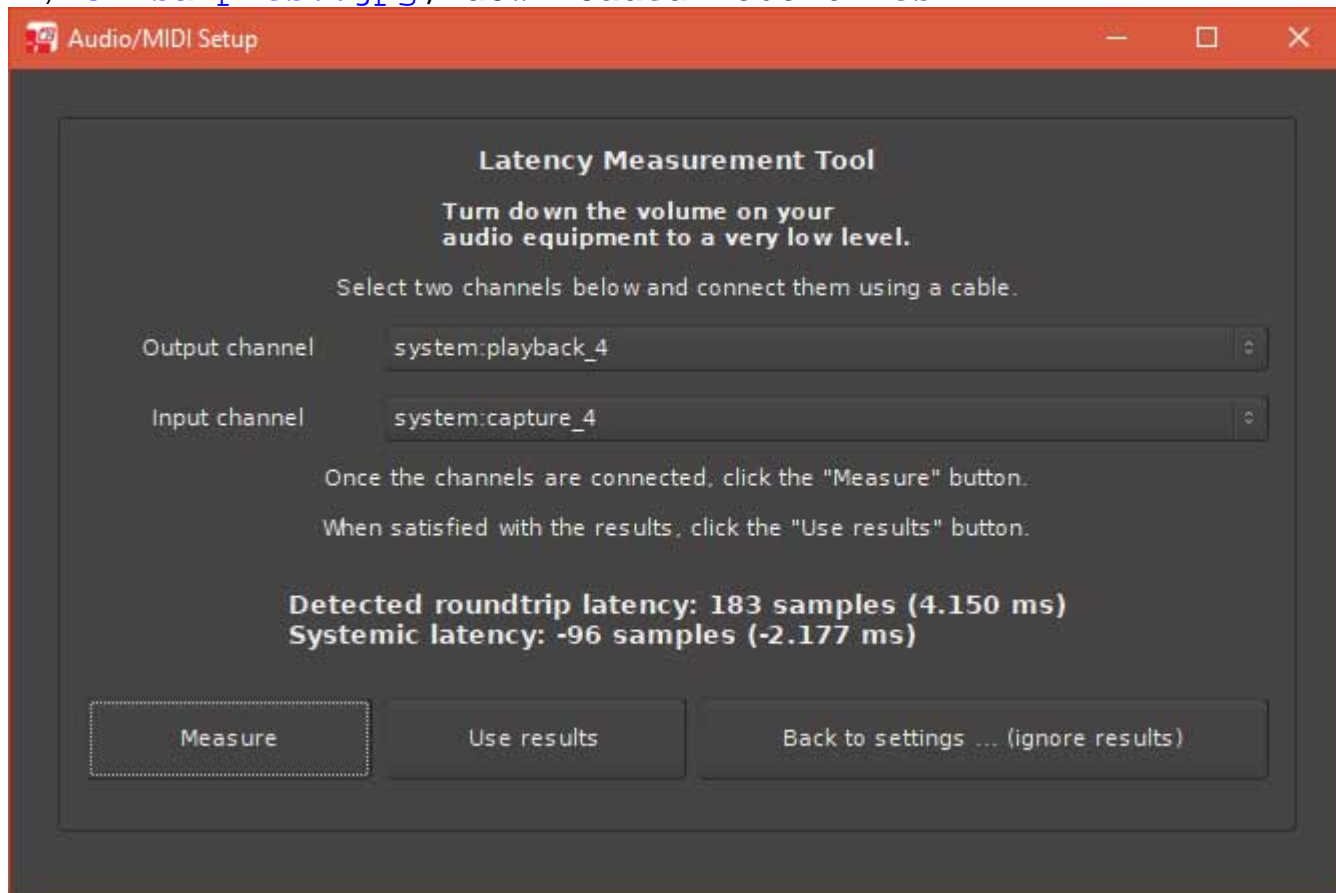 Audio/MIDI Setup
Latency Measurement Tool
Turn down the volume on your
audio equipment to a very low level.
Select two channels below and connect them using a cable.
Output channel system:playback_4
Input channel system:capture_4
Once the channels are connected, click the "Measure" button.
When satisfied with the results, click the "Use results" button.
Detected roundtrip latency: 183 samples (4.150 ms)
Systemic latency: -96 samples (-2.177 ms)
Measure Use results Back to settings ... (ignore results)